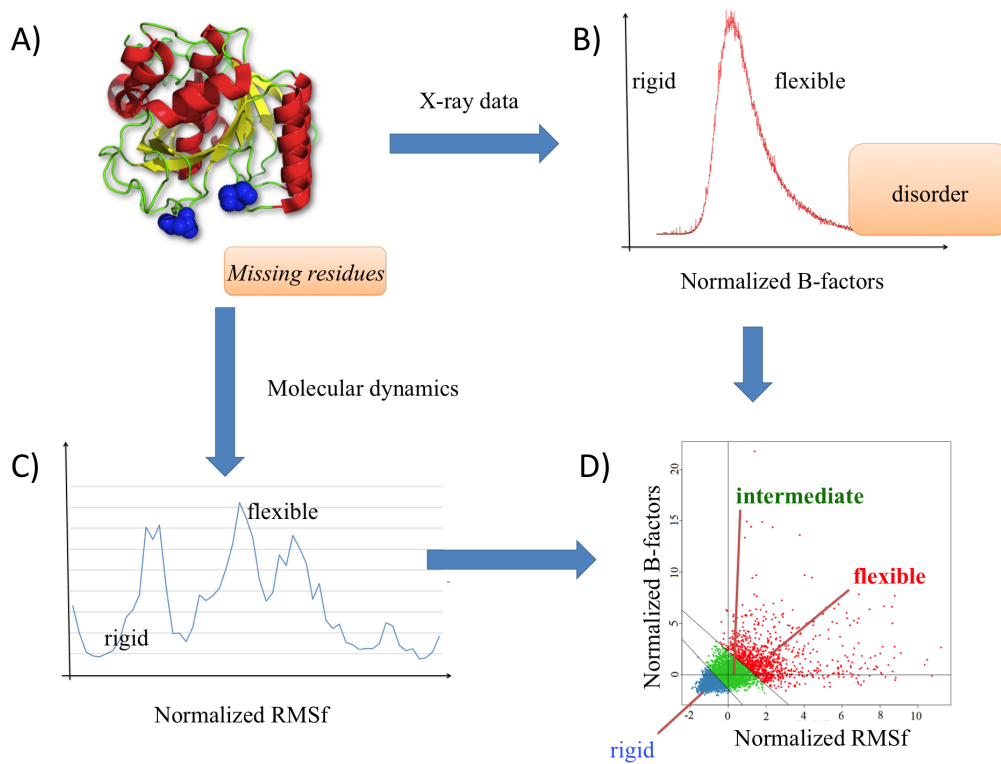 A)
X-ray data
Missing residues
B)
rigid
flexible
disorder
Normalized B-factors
Molecular dynamics
C)
flexible
rigid
Normalized RMSf
D)
Normalized B-factors
20
15
10
5
0
intermediate
flexible
-2 0 2 4 6 8 10
Normalized RMSf
rigid